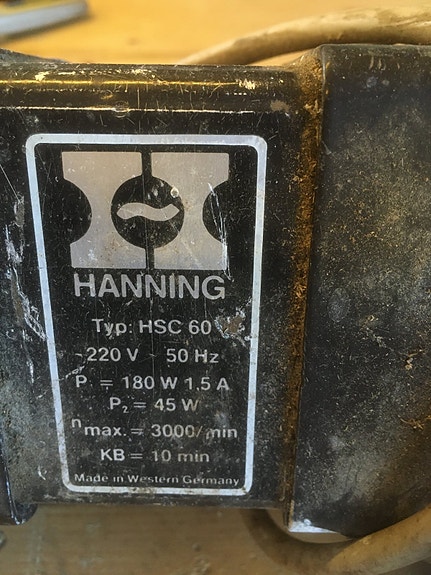 HANNING
Typ: HSC 60
~220 V ~ 50 Hz
P = 180 W 1.5 A
P₂ = 45 W
n max. = 3000/min
KB = 10 min
Made in Western Germany